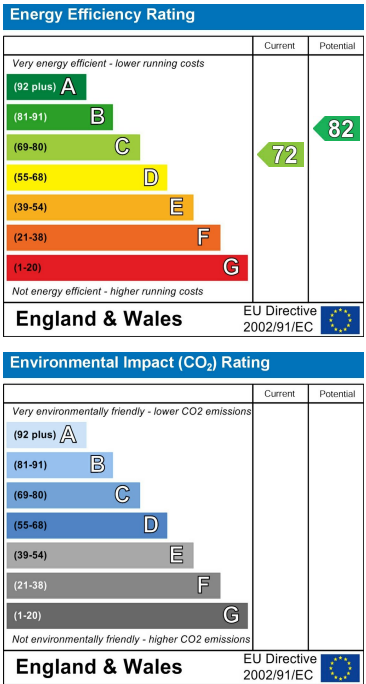 Energy Efficiency Rating
Current Potential
Very energy efficient - lower running costs
(92 plus) A
(81-91) B
(69-80) C
(55-68) D
(39-54) E
(21-38) F
(1-20) G
72
82
Not energy efficient - higher running costs
England & Wales
EU Directive
2002/91/EC
Environmental Impact (CO₂) Rating
Current Potential
Very environmentally friendly - lower CO2 emissions
(92 plus) A
(81-91) B
(69-80) C
(55-68) D
(39-54) E
(21-38) F
(1-20) G
Not environmentally friendly - higher CO2 emissions
England & Wales
EU Directive
2002/91/EC